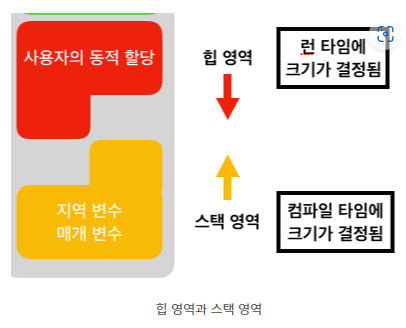 사용자의 동적 할당
힙 영역
런 타임에
크기가 결정됨
지역 변수
매개 변수
스택 영역
컴파일 타임에
크기가 결정됨
힙 영역과 스택 영역